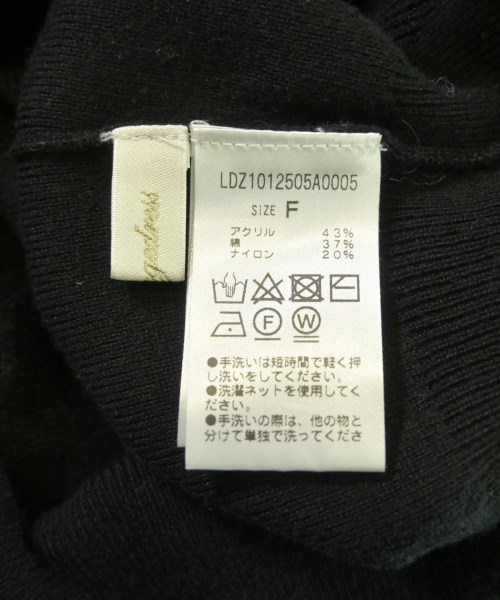 LDZ1012505A0005
SIZE F
アクリル 43%
綿 37%
ナイロン 20%
F W
●手洗いは短時間で軽く押
し洗いをしてください。
●洗濯ネットを使用してく
ださい。
●手洗いの際は、他の物と
分けて単独で洗ってくださ
gedress